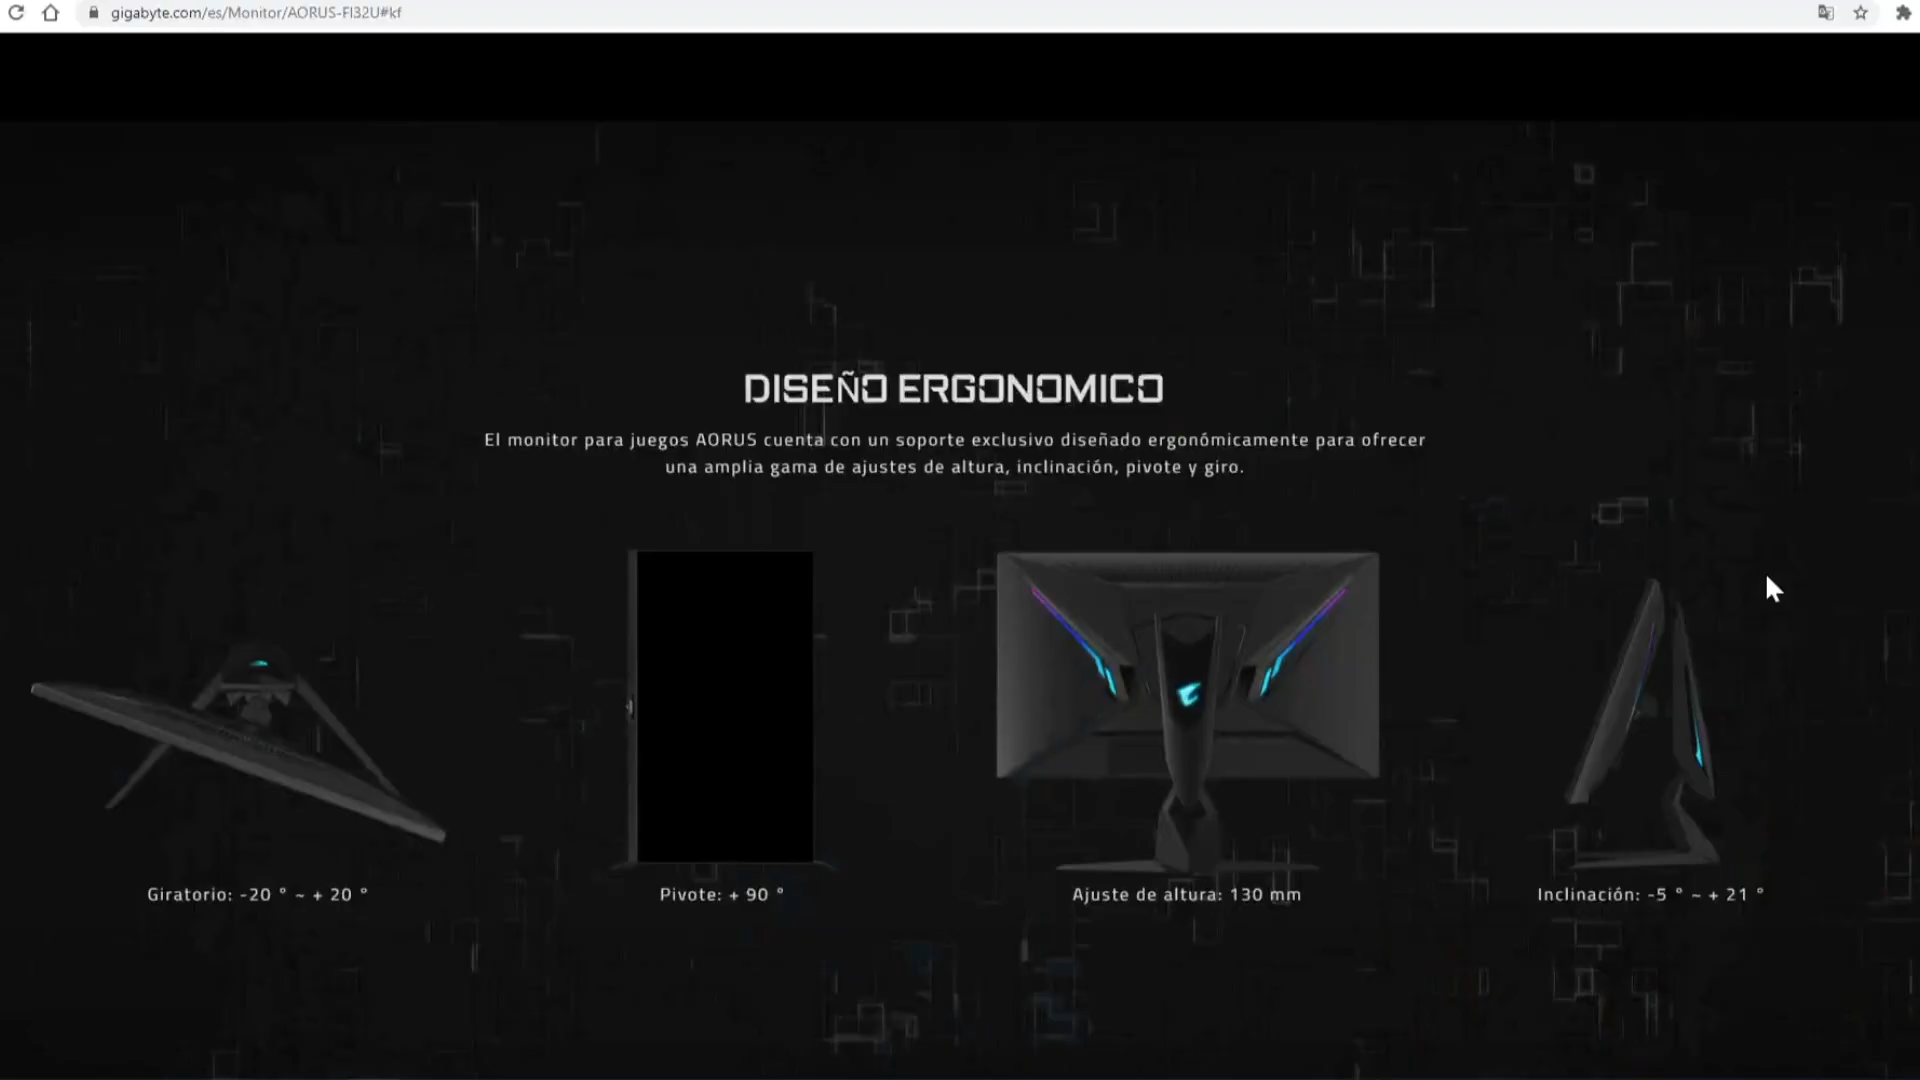 gigabyte.com/es/Monitor/AORUS-FI32U#kf
DISEÑO ERGONOMICO
El monitor para juegos AORUS cuenta con un soporte exclusivo diseñado ergonómicamente para ofrecer
una amplia gama de ajustes de altura, inclinación, pivote y giro.
Giratorio: -20 ° ~ + 20 °
Pivote: + 90 °
Ajuste de altura: 130 mm
Inclinación: -5 ° ~ + 21 °